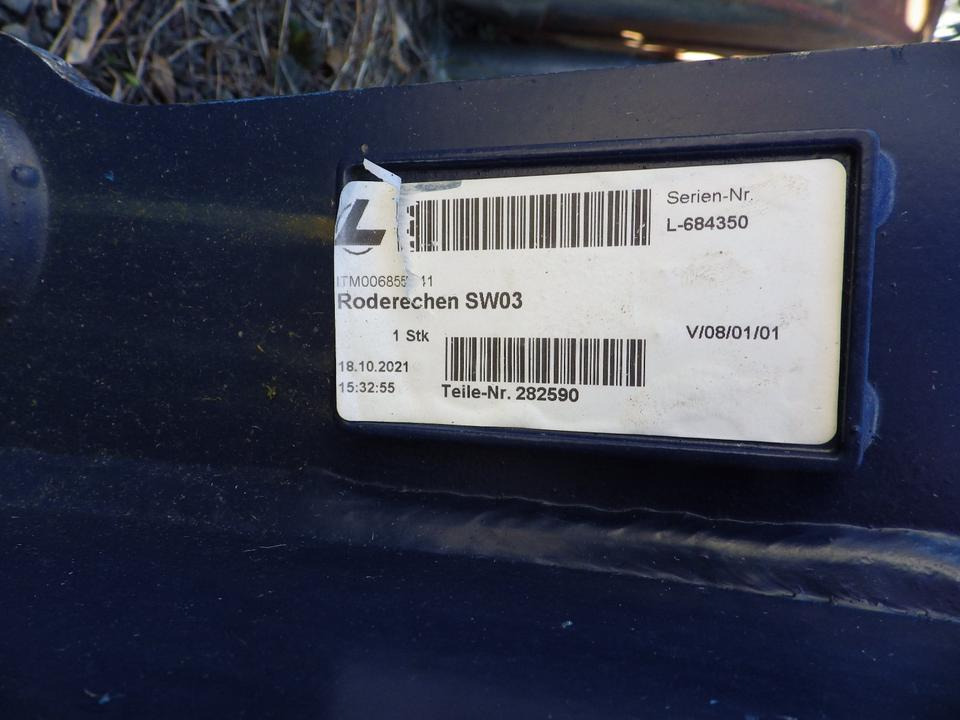 L
Serien-Nr.
L-684350
Roderechen SW03
1 Stk
V/08/01/01
18.10.2021
15:32:55
Teile-Nr. 282590